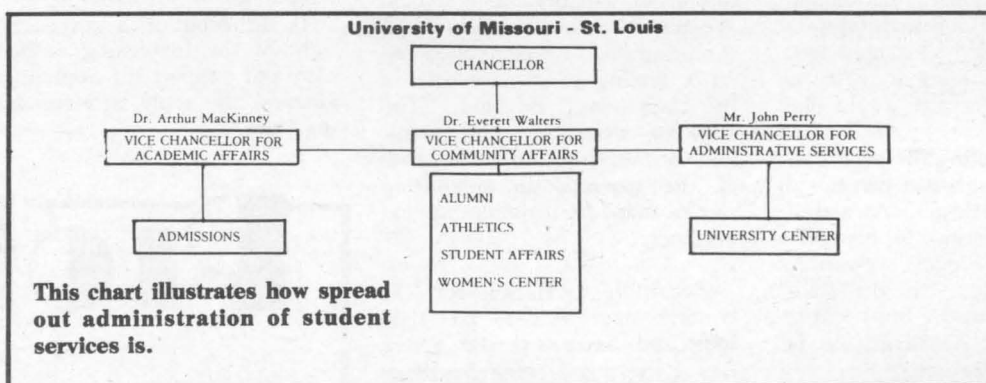 University of Missouri - St. Louis
CHANCELLOR
Dr. Arthur MacKinney
VICE CHANCELLOR FOR
ACADEMIC AFFAIRS
ADMISSIONS
Dr. Everett Walters
VICE CHANCELLOR FOR
COMMUNITY AFFAIRS
ALUMNI
ATHLETICS
STUDENT AFFAIRS
WOMEN'S CENTER
Mr. John Perry
VICE CHANCELLOR FOR
ADMINISTRATIVE SERVICES
UNIVERSITY CENTER
This chart illustrates how spread
out administration of student
services is.